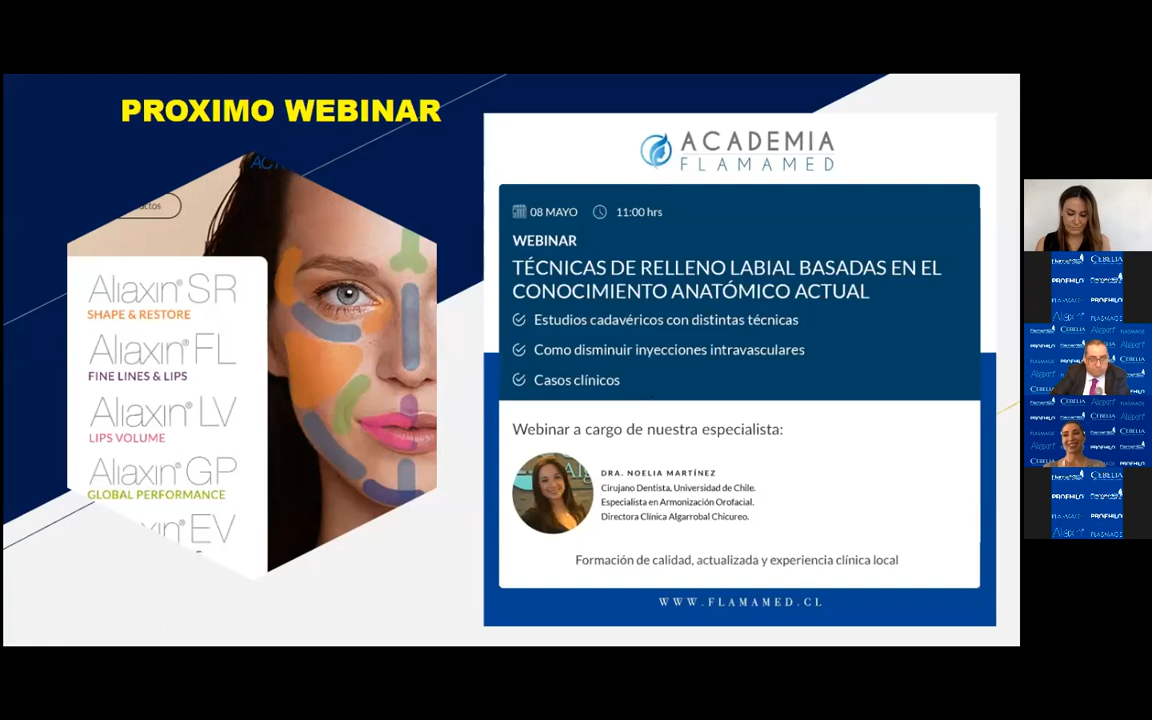 PROXIMO WEBINAR
Aliaxin® SR
SHAPE & RESTORE
Aliaxin® FL
FINE LINES & LIPS
Aliaxin® LV
LIPS VOLUME
Aliaxin® GP
GLOBAL PERFORMANCE
EV
ACADEMIA
FLAMAMED
08 MAYO 11:00 hrs
WEBINAR
TÉCNICAS DE RELLENO LABIAL BASADAS EN EL
CONOCIMIENTO ANATÓMICO ACTUAL
Estudios cadavéricos con distintas técnicas
Como disminuir inyecciones intravasculares
Casos clínicos
Webinar a cargo de nuestra especialista:
DRA. NOELIA MARTÍNEZ
Cirujano Dentista, Universidad de Chile.
Especialista en Armonización Orofacial.
Directora Clínica Algarrobal Chicureo.
Formación de calidad, actualizada y experiencia clínica local
WWW.FLAMAMED.CL
CEBELIA
PROFHILO
Aliaxin